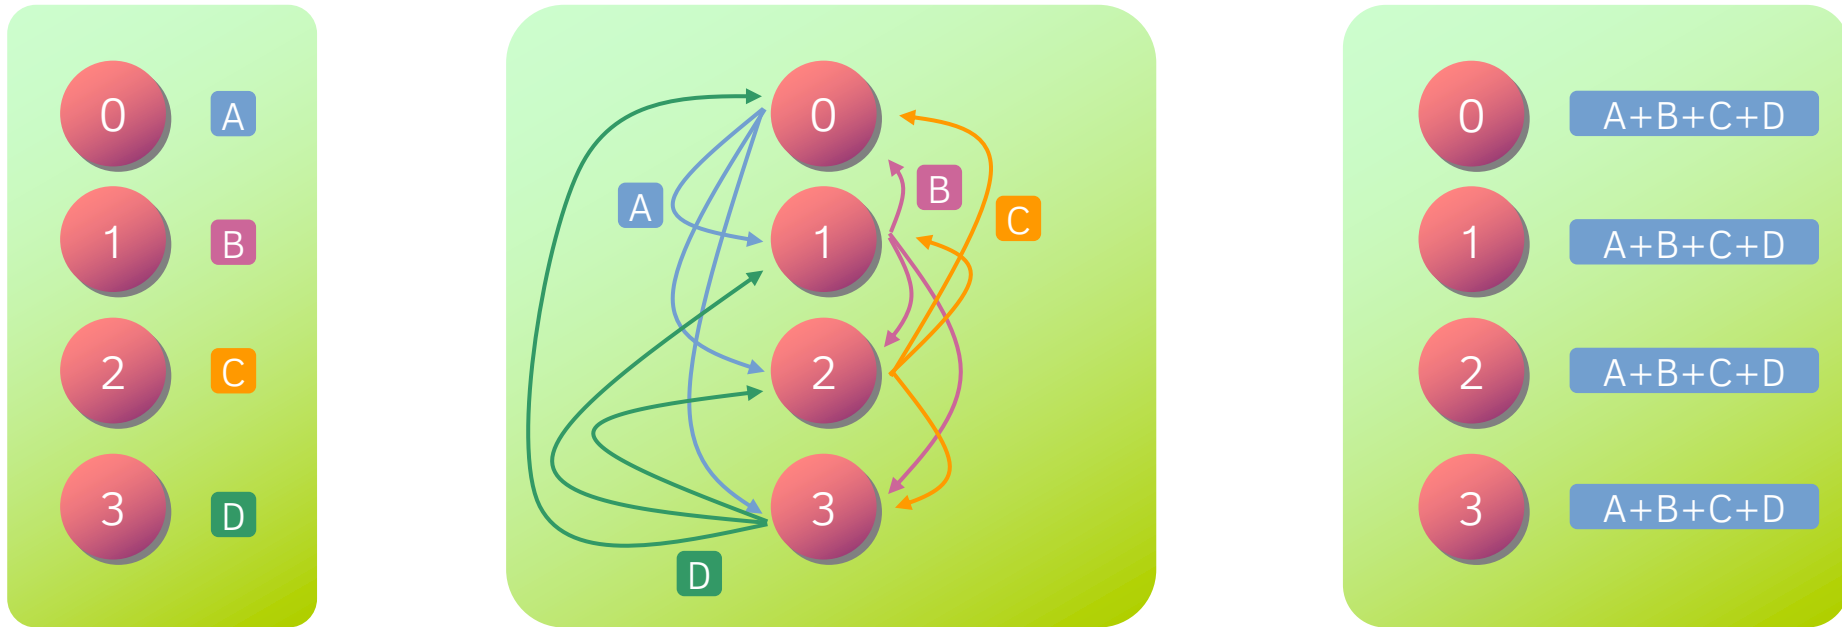 0 A
1 B
2 C
3 D
0
1
2
3
A
B
C
D
0 A+B+C+D
1 A+B+C+D
2 A+B+C+D
3 A+B+C+D